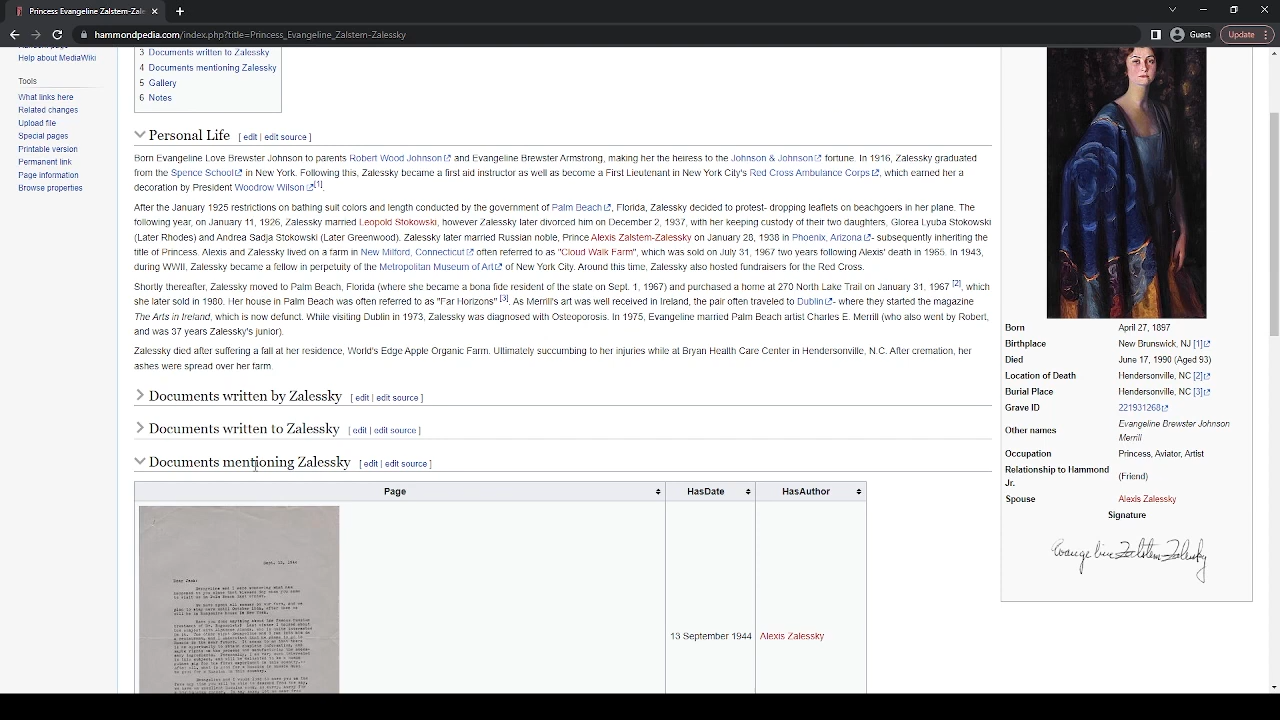 Princess Evangeline Zalstem-Zale
hammondpedia.com/index.php?title=Princess_Evangeline_Zalstem-Zalessky
Guest
Update
Help about MediaWiki
Tools
What links here
Related changes
Upload file
Special pages
Printable version
Permanent link
Page information
Browse properties
3 Documents written to Zalessky
4 Documents mentioning Zalessky
5 Gallery
6 Notes
Personal Life [ edit | edit source ]
Born Evangeline Love Brewster Johnson to parents Robert Wood Johnson and Evangeline Brewster Armstrong, making her the heiress to the Johnson & Johnson fortune. In 1916, Zalessky graduated
from the Spence School in New York. Following this, Zalessky became a first aid instructor as well as become a First Lieutenant in New York City's Red Cross Ambulance Corps, which earned her a
decoration by President Woodrow Wilson [1].
After the January 1925 restrictions on bathing suit colors and length conducted by the government of Palm Beach, Florida, Zalessky decided to protest- dropping leaflets on beachgoers in her plane. The
following year, on January 11, 1926, Zalessky married Leopold Stokowski, however Zalessky later divorced him on December 2, 1937, with her keeping custody of their two daughters, Gloria Lyuba Stokowski
(Later Rhodes) and Andrea Sadja Stokowski (Later Greenwood). Zalessky later married Russian noble, Prince Alexis Zalstem-Zalessky on January 28, 1938 in Phoenix, Arizona- subsequently inheriting the
title of Princess. Alexis and Zalessky lived on a farm in New Milford, Connecticut often referred to as "Cloud Walk Farm", which was sold on July 31, 1967 two years following Alexis' death in 1965. In 1943,
during WWII, Zalessky became a fellow in perpetuity of the Metropolitan Museum of Art of New York City. Around this time, Zalessky also hosted fundraisers for the Red Cross.
Shortly thereafter, Zalessky moved to Palm Beach, Florida (where she became a bona fide resident of the state on Sept. 1, 1967) and purchased a home at 270 North Lake Trail on January 31, 1967 [2], which
she later sold in 1980. Her house in Palm Beach was often referred to as "Far Horizons" [3]. As Merrill's art was well received in Ireland, the pair often traveled to Dublin- where they started the magazine
The Arts in Ireland, which is now defunct. While visiting Dublin in 1973, Zalessky was diagnosed with Osteoporosis. In 1975, Evangeline married Palm Beach artist Charles E. Merrill (who also went by Robert,
and was 37 years Zalessky's junior).
Zalessky died after suffering a fall at her residence, World's Edge Apple Organic Farm. Ultimately succumbing to her injuries while at Bryan Health Care Center in Hendersonville, N.C. After cremation, her
ashes were spread over her farm.
Documents written by Zalessky [ edit | edit source ]
Documents written to Zalessky [ edit | edit source ]
Documents mentioning Zalessky [ edit | edit source ]
Page HasDate HasAuthor
13 September 1944 Alexis Zalessky
Born April 27, 1897
Birthplace New Brunswick, NJ [1]
Died June 17, 1990 (Aged 93)
Location of Death Hendersonville, NC [2]
Burial Place Hendersonville, NC [3]
Grave ID 221931268
Other names Evangeline Brewster Johnson
Merrill
Occupation Princess, Aviator, Artist
Relationship to Hammond
Jr. (Friend)
Spouse Alexis Zalessky
Signature
Evangeline Zalstem-Zalessky